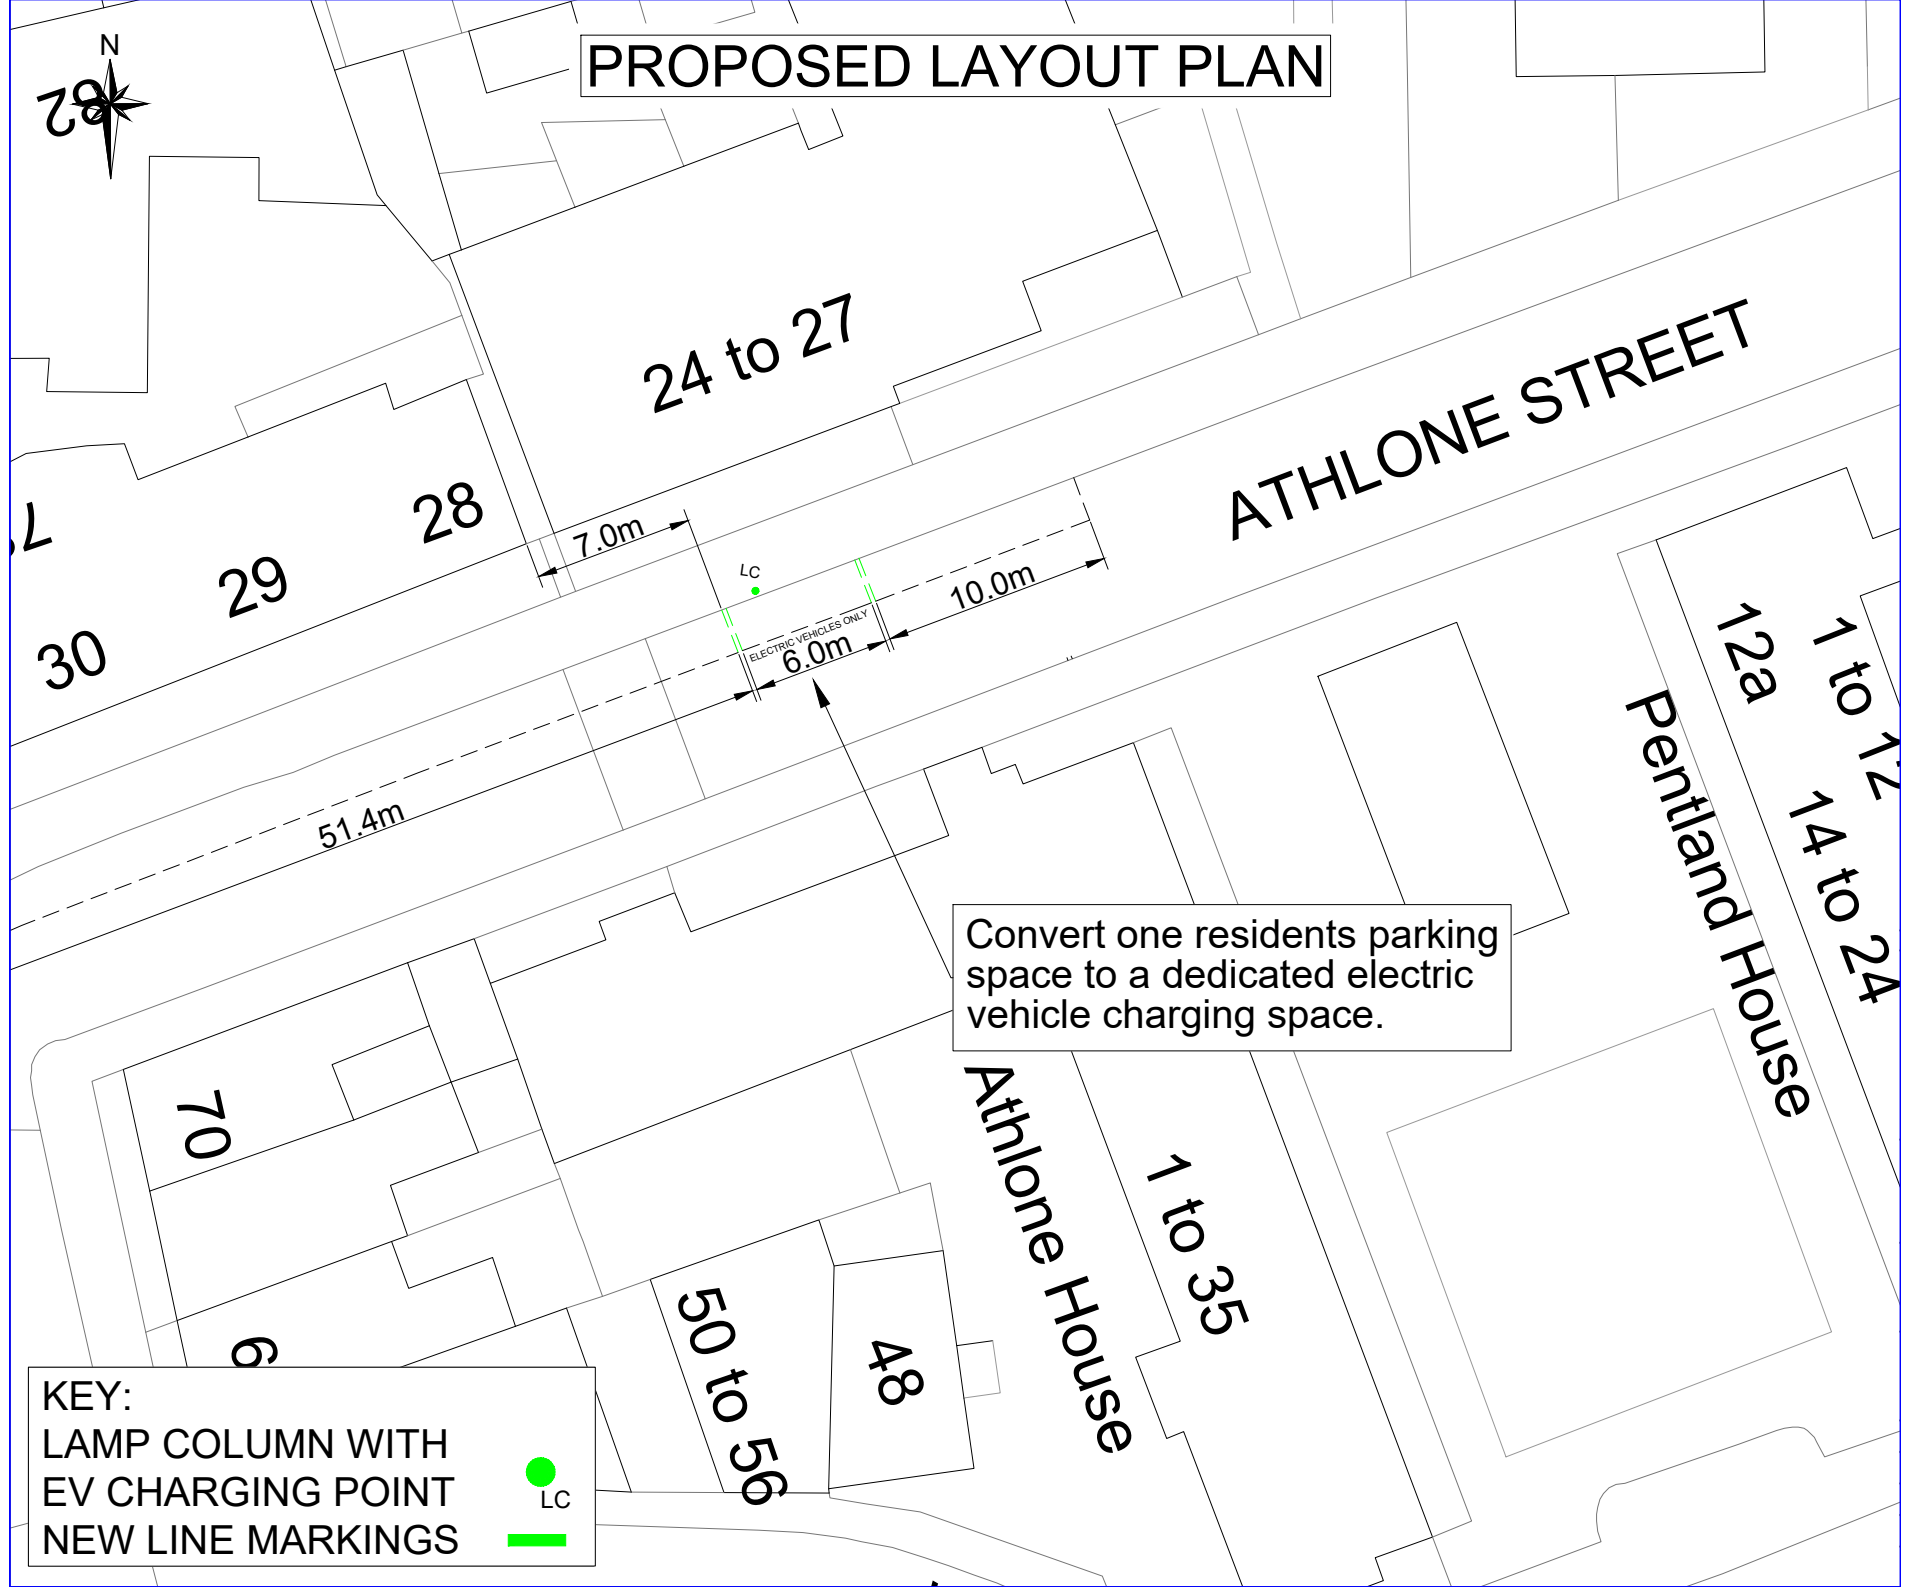 N
PROPOSED LAYOUT PLAN
82
24 to 27
ATHLONE STREET
28
29
30
7.0m
LC
10.0m
ELECTRIC VEHICLES ONLY
6.0m
51.4m
12a
1 to 12
14 to 24
Pentland House
Convert one residents parking
space to a dedicated electric
vehicle charging space.
70
Athlone House
1 to 35
50 to 56
48
KEY:
LAMP COLUMN WITH
EV CHARGING POINT
LC
NEW LINE MARKINGS